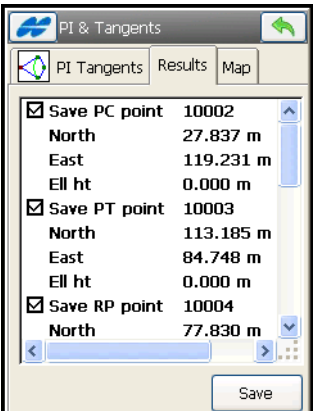 PI & Tangents
PI Tangents Results Map
Save PC point 10002
North 27.837 m
East 119.231 m
Ell ht 0.000 m
Save PT point 10003
North 113.185 m
East 84.748 m
Ell ht 0.000 m
Save RP point 10004
North 77.830 m
Save